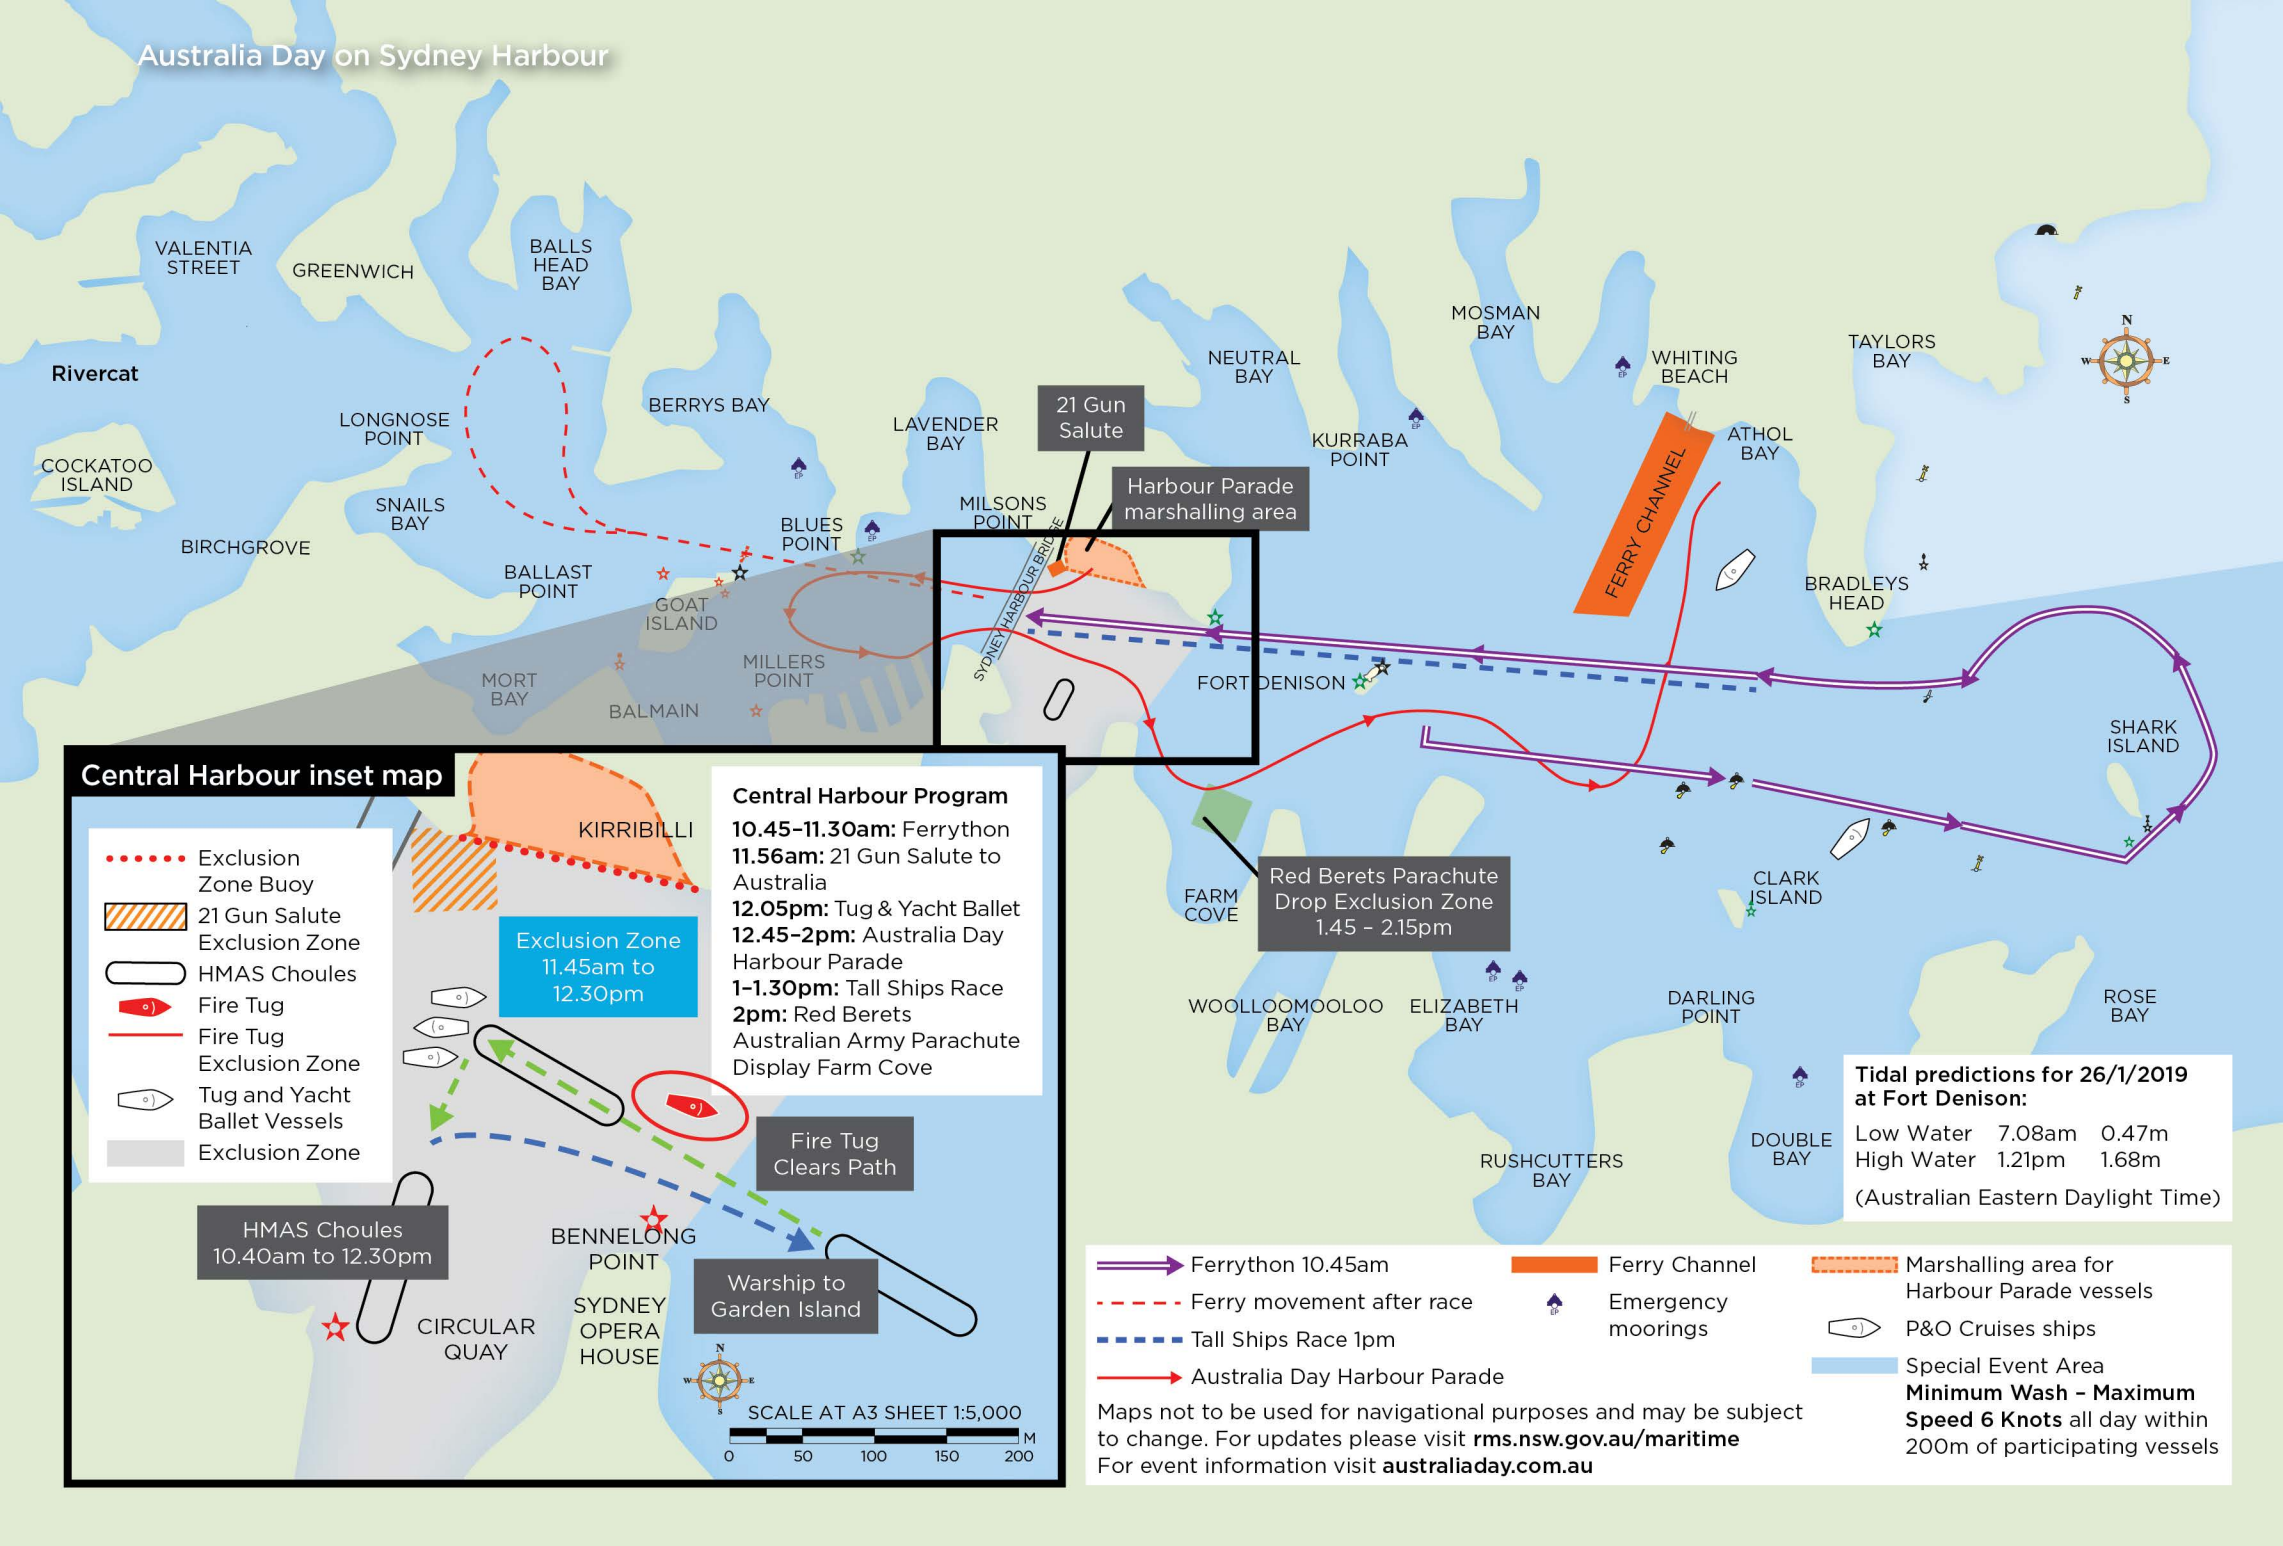 Australia Day on Sydney Harbour
VALENTIA
STREET
GREENWICH
BALLS
HEAD
BAY
Rivercat
LONGNOSE
POINT
COCKATOO
ISLAND
SNAILS
BAY
BIRCHGROVE
BERRYS BAY
LAVENDER
BAY
BLUES
POINT
MILSONS
POINT
BALLAST
POINT
GOAT
ISLAND
MORT
BAY
BALMAIN
MILLERS
POINT
SYDNEY HARBOUR BRIDGE
21 Gun
Salute
Harbour Parade
marshalling area
NEUTRAL
BAY
KURRABA
POINT
MOSMAN
BAY
WHITING
BEACH
FERRY CHANNEL
ATHOL
BAY
TAYLORS
BAY
BRADLEYS
HEAD
N
W
E
S
EP
EP
EP
EP
FORT DENISON
SHARK
ISLAND
CLARK
ISLAND
FARM
COVE
Red Berets Parachute
Drop Exclusion Zone
1.45 – 2.15pm
EP
EP
EP
WOOLLOOMOOLOO
BAY
ELIZABETH
BAY
DARLING
POINT
ROSE
BAY
RUSHCUTTERS
BAY
DOUBLE
BAY
Tidal predictions for 26/1/2019
at Fort Denison:
Low Water 7.08am 0.47m
High Water 1.21pm 1.68m
(Australian Eastern Daylight Time)
Central Harbour inset map
Exclusion
Zone Buoy
21 Gun Salute
Exclusion Zone
HMAS Choules
Fire Tug
Fire Tug
Exclusion Zone
Tug and Yacht
Ballet Vessels
Exclusion Zone
KIRRIBILLI
Exclusion Zone
11.45am to
12.30pm
Central Harbour Program
10.45–11.30am: Ferrython
11.56am: 21 Gun Salute to
Australia
12.05pm: Tug & Yacht Ballet
12.45–2pm: Australia Day
Harbour Parade
1–1.30pm: Tall Ships Race
2pm: Red Berets
Australian Army Parachute
Display Farm Cove
Fire Tug
Clears Path
HMAS Choules
10.40am to 12.30pm
BENNELONG
POINT
Warship to
Garden Island
CIRCULAR
QUAY
SYDNEY
OPERA
HOUSE
N
W
E
S
SCALE AT A3 SHEET 1:5,000
M
0 50 100 150 200
Ferrython 10.45am
Ferry movement after race
Tall Ships Race 1pm
Australia Day Harbour Parade
Ferry Channel
EP
Emergency
moorings
Marshalling area for
Harbour Parade vessels
P&O Cruises ships
Special Event Area
Minimum Wash – Maximum
Speed 6 Knots all day within
200m of participating vessels
Maps not to be used for navigational purposes and may be subject
to change. For updates please visit rms.nsw.gov.au/maritime
For event information visit australiaday.com.au